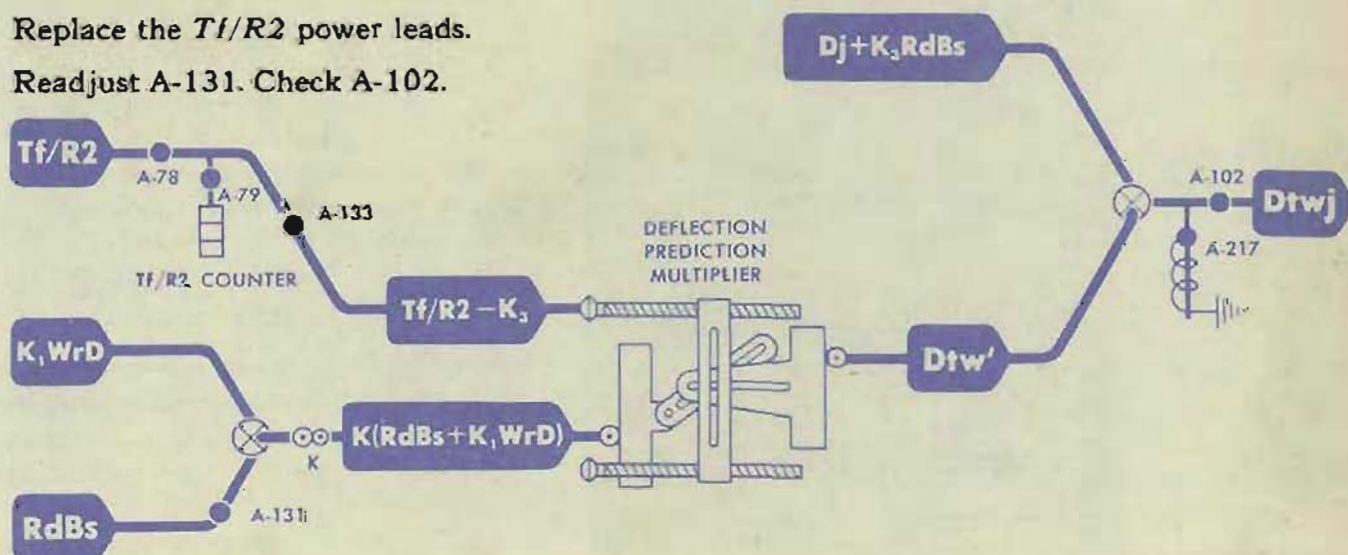 Replace the Tf/R2 power leads.
Readjust A-131. Check A-102.
Dj+K₃RdBs
Tf/R2
A-78
A-79
A-133
TF/R2 COUNTER
A-102
Dtwj
A-217
DEFLECTION
PREDICTION
MULTIPLIER
Tf/R2-K₃
K₁WrD
Dtw'
K
K(RdBs+K₁WrD)
RdBs
A-131